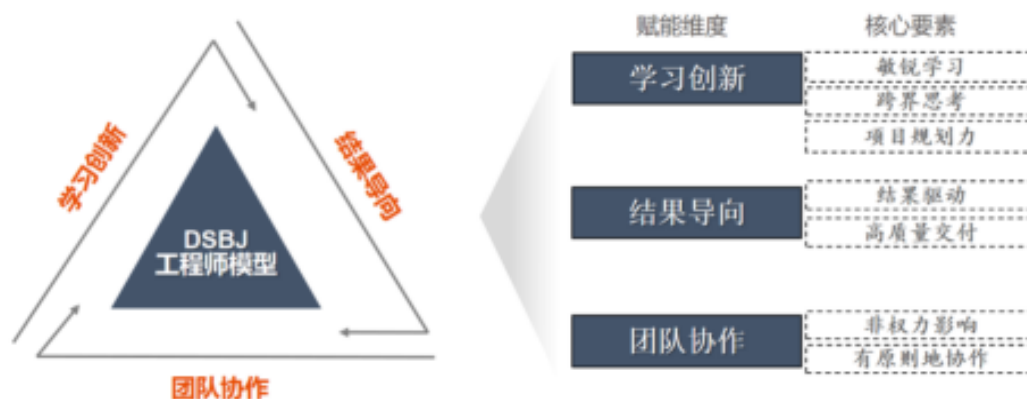 学习创新
结果导向
DSBJ
工程师模型
团队协作
赋能维度
核心要素
学习创新
敏锐学习
跨界思考
项目规划力
结果导向
结果驱动
高质量交付
团队协作
非权力影响
有原则地协作